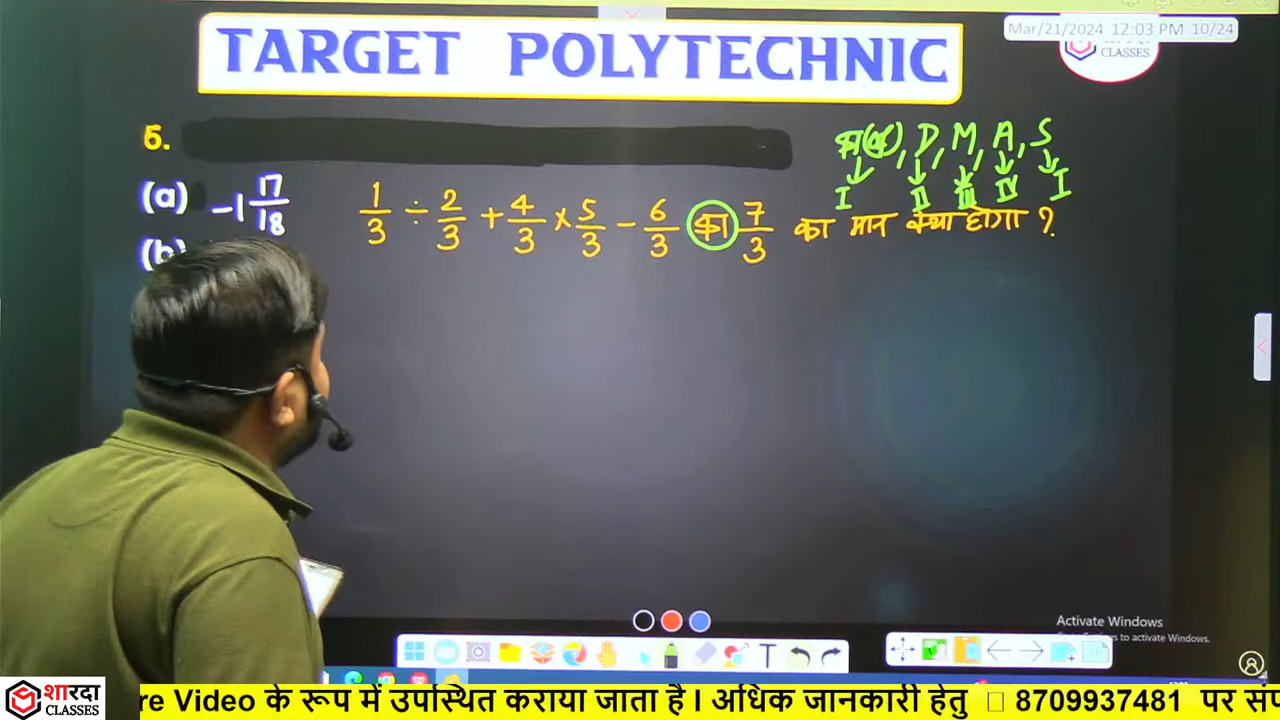 Mar/21/2024 12:03 PM 10/24
TARGET POLYTECHNIC
CLASSES
5.
का(of), D, M, A, S
I II III IV I
(a) -1 17/18
1/3 ÷ 2/3 + 4/3 × 5/3 - 6/3 का 7/3 का मान क्या होगा ?
(b)
Activate Windows
to activate Windows.
शारदा
CLASSES
re Video के रूप में उपस्थित कराया जाता है I अधिक जानकारी हेतु 8709937481 पर